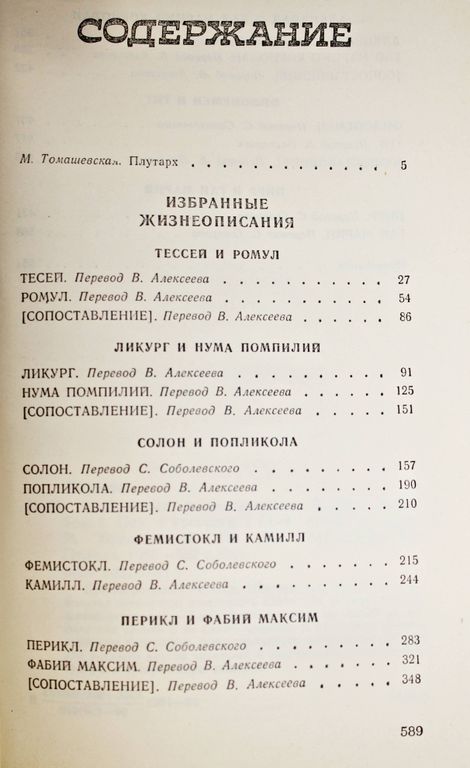 СОДЕРЖАНИЕ
М. Томашевская. Плутарх . . . . . . . . . . . . . 5
ИЗБРАННЫЕ
ЖИЗНЕОПИСАНИЯ
ТЕССЕЙ И РОМУЛ
ТЕСЕЙ. Перевод В. Алексеева . . . . . . . . . . 27
РОМУЛ. Перевод В. Алексеева . . . . . . . . . . 54
[СОПОСТАВЛЕНИЕ]. Перевод В. Алексеева . . . . . . 86
ЛИКУРГ И НУМА ПОМПИЛИЙ
ЛИКУРГ. Перевод В. Алексеева . . . . . . . . . . 91
НУМА ПОМПИЛИЙ. Перевод В. Алексеева . . . . . . 125
[СОПОСТАВЛЕНИЕ]. Перевод В. Алексеева . . . . . 151
СОЛОН И ПОПЛИКОЛА
СОЛОН. Перевод С. Соболевского . . . . . . . . 157
ПОПЛИКОЛА. Перевод В. Алексеева . . . . . . . 190
[СОПОСТАВЛЕНИЕ]. Перевод В. Алексеева . . . . . 210
ФЕМИСТОКЛ И КАМИЛЛ
ФЕМИСТОКЛ. Перевод С. Соболевского . . . . . . 215
КАМИЛЛ. Перевод В. Алексеева . . . . . . . . . 244
ПЕРИКЛ И ФАБИЙ МАКСИМ
ПЕРИКЛ. Перевод С. Соболевского . . . . . . . . 283
ФАБИЙ МАКСИМ. Перевод В. Алексеева . . . . . . 321
[СОПОСТАВЛЕНИЕ]. Перевод В. Алексеева . . . . . 348
589